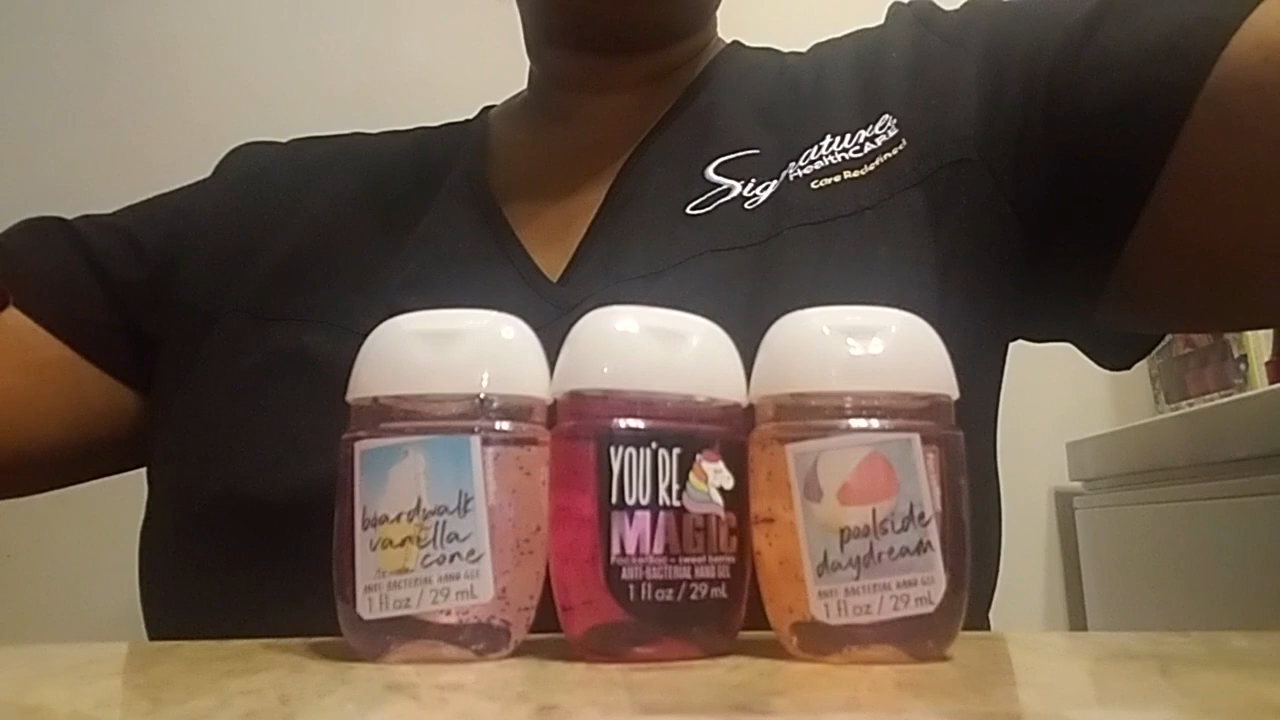 Signature
HealthCARE
Care Redefined
boardwalk
vanilla
cone
ANTI-BACTERIAL HAND GEL
1 fl oz / 29 mL
YOU'RE
MAGIC
ANTI-BACTERIAL HAND GEL
1 fl oz / 29 mL
poolside
daydream
ANTI-BACTERIAL HAND GEL
1 fl oz / 29 mL